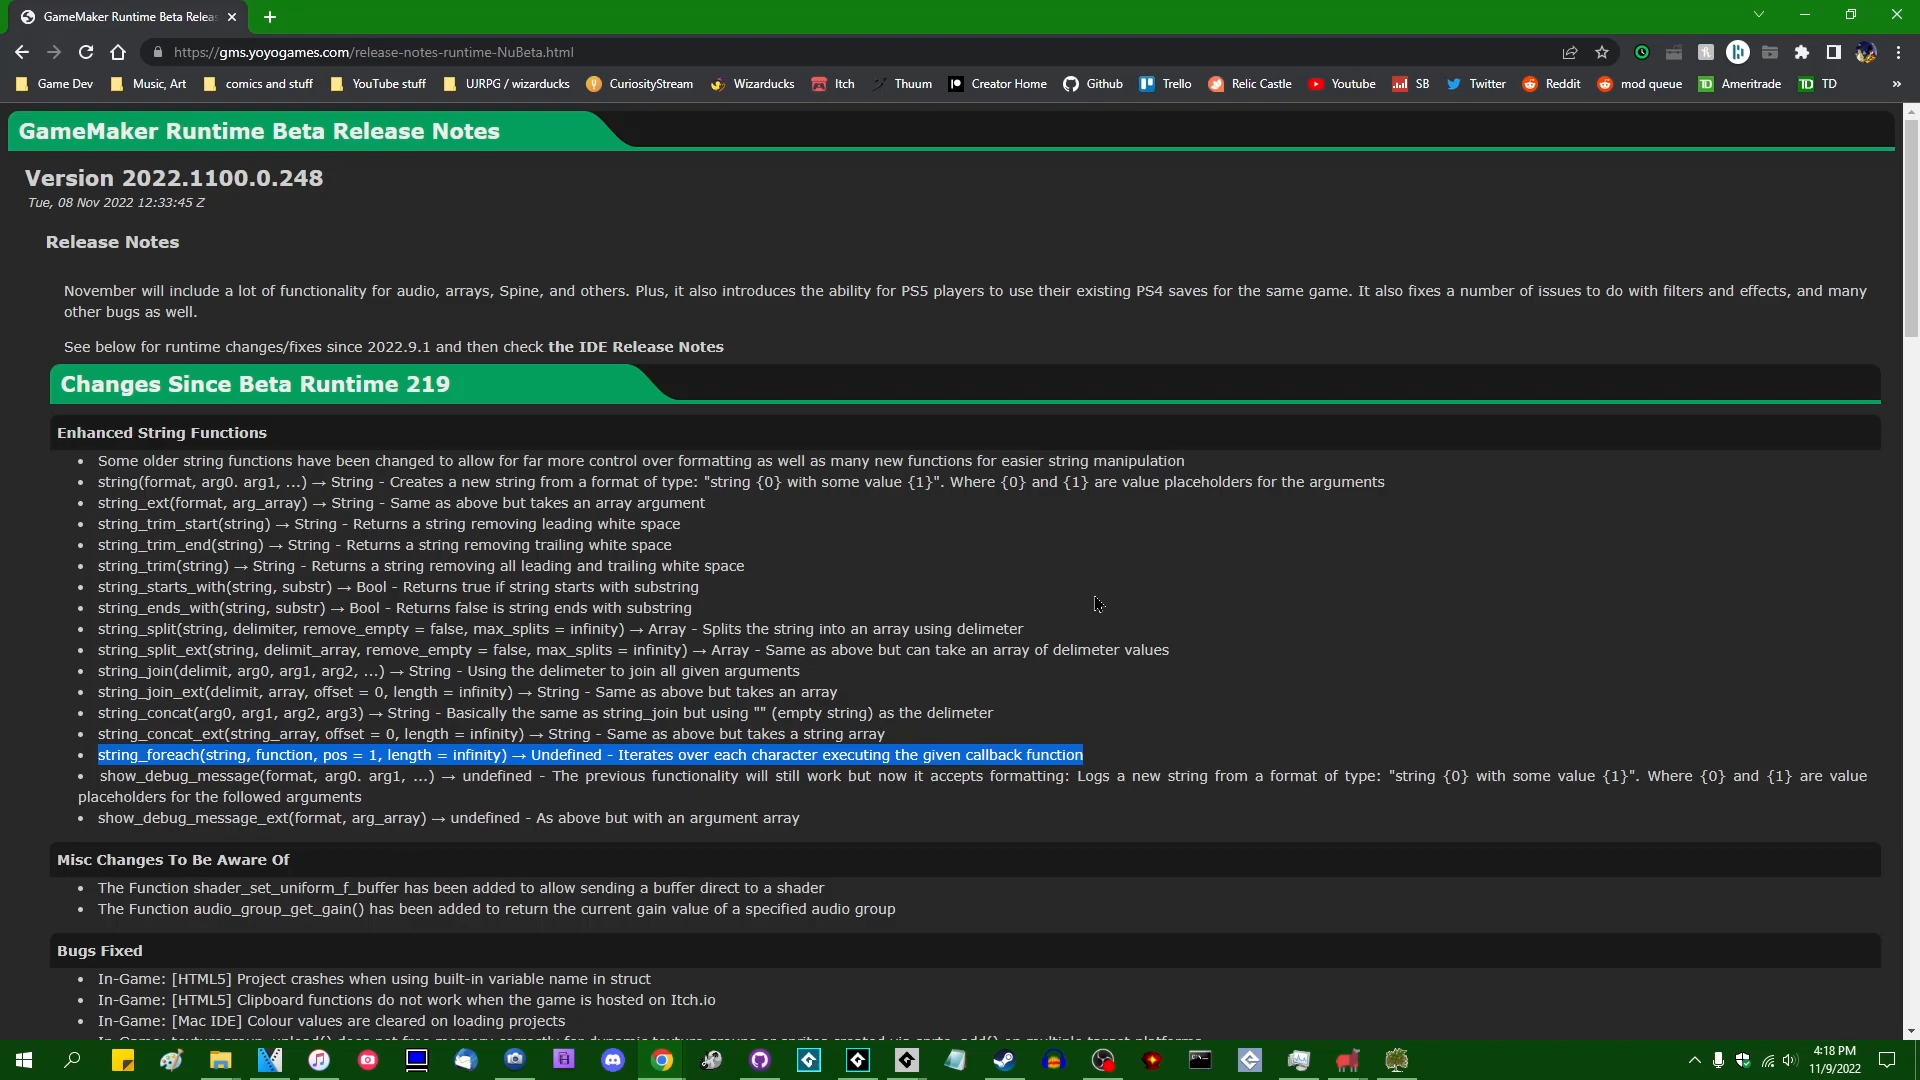 GameMaker Runtime Beta Relea
https://gms.yoyogames.com/release-notes-runtime-NuBeta.html
Game Dev Music, Art comics and stuff YouTube stuff UJRPG / wizarducks CuriosityStream Wizarducks Itch Thuum Creator Home Github Trello Relic Castle Youtube SB Twitter Reddit mod queue Ameritrade TD
GameMaker Runtime Beta Release Notes
Version 2022.1100.0.248
Tue, 08 Nov 2022 12:33:45 Z
Release Notes
November will include a lot of functionality for audio, arrays, Spine, and others. Plus, it also introduces the ability for PS5 players to use their existing PS4 saves for the same game. It also fixes a number of issues to do with filters and effects, and many
other bugs as well.
See below for runtime changes/fixes since 2022.9.1 and then check the IDE Release Notes
Changes Since Beta Runtime 219
Enhanced String Functions
• Some older string functions have been changed to allow for far more control over formatting as well as many new functions for easier string manipulation
• string(format, arg0. arg1, ...) → String - Creates a new string from a format of type: "string {0} with some value {1}". Where {0} and {1} are value placeholders for the arguments
• string_ext(format, arg_array) → String - Same as above but takes an array argument
• string_trim_start(string) → String - Returns a string removing leading white space
• string_trim_end(string) → String - Returns a string removing trailing white space
• string_trim(string) → String - Returns a string removing all leading and trailing white space
• string_starts_with(string, substr) → Bool - Returns true if string starts with substring
• string_ends_with(string, substr) → Bool - Returns false is string ends with substring
• string_split(string, delimiter, remove_empty = false, max_splits = infinity) → Array - Splits the string into an array using delimeter
• string_split_ext(string, delimit_array, remove_empty = false, max_splits = infinity) → Array - Same as above but can take an array of delimeter values
• string_join(delimit, arg0, arg1, arg2, ...) → String - Using the delimeter to join all given arguments
• string_join_ext(delimit, array, offset = 0, length = infinity) → String - Same as above but takes an array
• string_concat(arg0, arg1, arg2, arg3) → String - Basically the same as string_join but using "" (empty string) as the delimeter
• string_concat_ext(string_array, offset = 0, length = infinity) → String - Same as above but takes a string array
• string_foreach(string, function, pos = 1, length = infinity) → Undefined - Iterates over each character executing the given callback function
• show_debug_message(format, arg0. arg1, ...) → undefined - The previous functionality will still work but now it accepts formatting: Logs a new string from a format of type: "string {0} with some value {1}". Where {0} and {1} are value
placeholders for the followed arguments
• show_debug_message_ext(format, arg_array) → undefined - As above but with an argument array
Misc Changes To Be Aware Of
• The Function shader_set_uniform_f_buffer has been added to allow sending a buffer direct to a shader
• The Function audio_group_get_gain() has been added to return the current gain value of a specified audio group
Bugs Fixed
• In-Game: [HTML5] Project crashes when using built-in variable name in struct
• In-Game: [HTML5] Clipboard functions do not work when the game is hosted on Itch.io
• In-Game: [Mac IDE] Colour values are cleared on loading projects
4:18 PM
11/9/2022